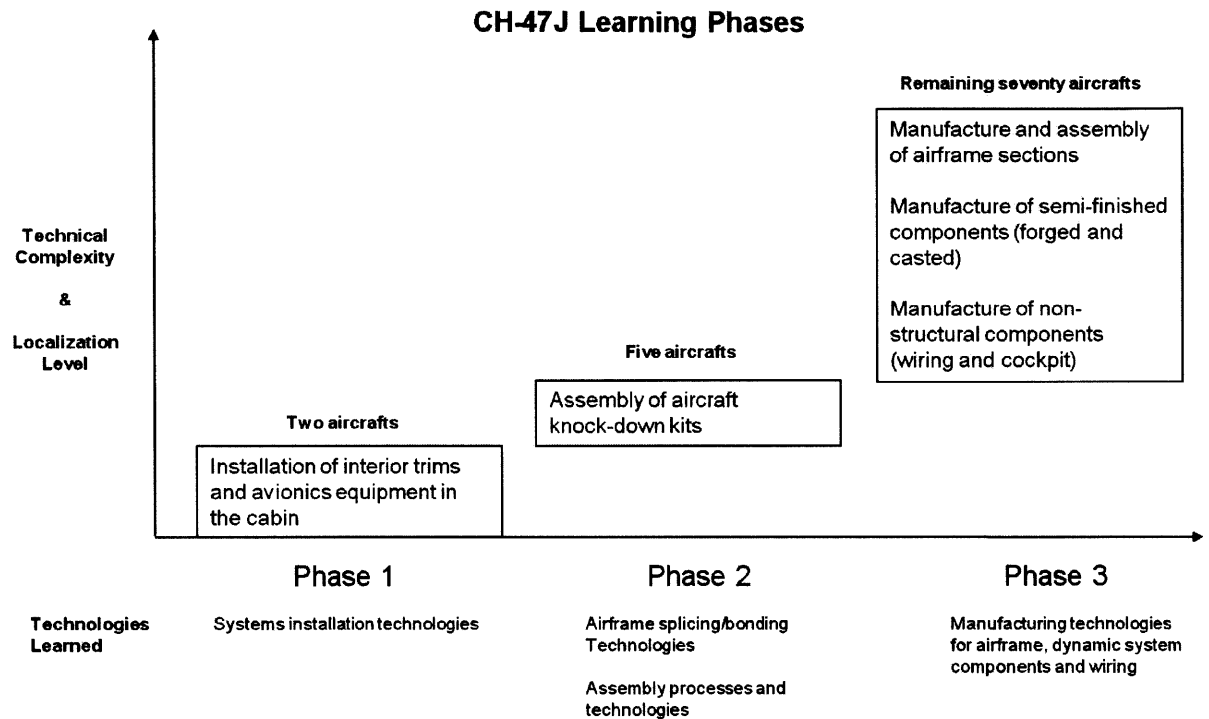 CH-47J Learning Phases
Remaining seventy aircrafts
Manufacture and assembly
of airframe sections
Manufacture of semi-finished
components (forged and
casted)
Manufacture of non-
structural components
(wiring and cockpit)
Technical
Complexity
&
Localization
Level
Five aircrafts
Assembly of aircraft
knock-down kits
Two aircrafts
Installation of interior trims
and avionics equipment in
the cabin
Phase 1
Phase 2
Phase 3
Technologies
Learned
Systems installation technologies
Airframe splicing/bonding
Technologies
Assembly processes and
technologies
Manufacturing technologies
for airframe, dynamic system
components and wiring